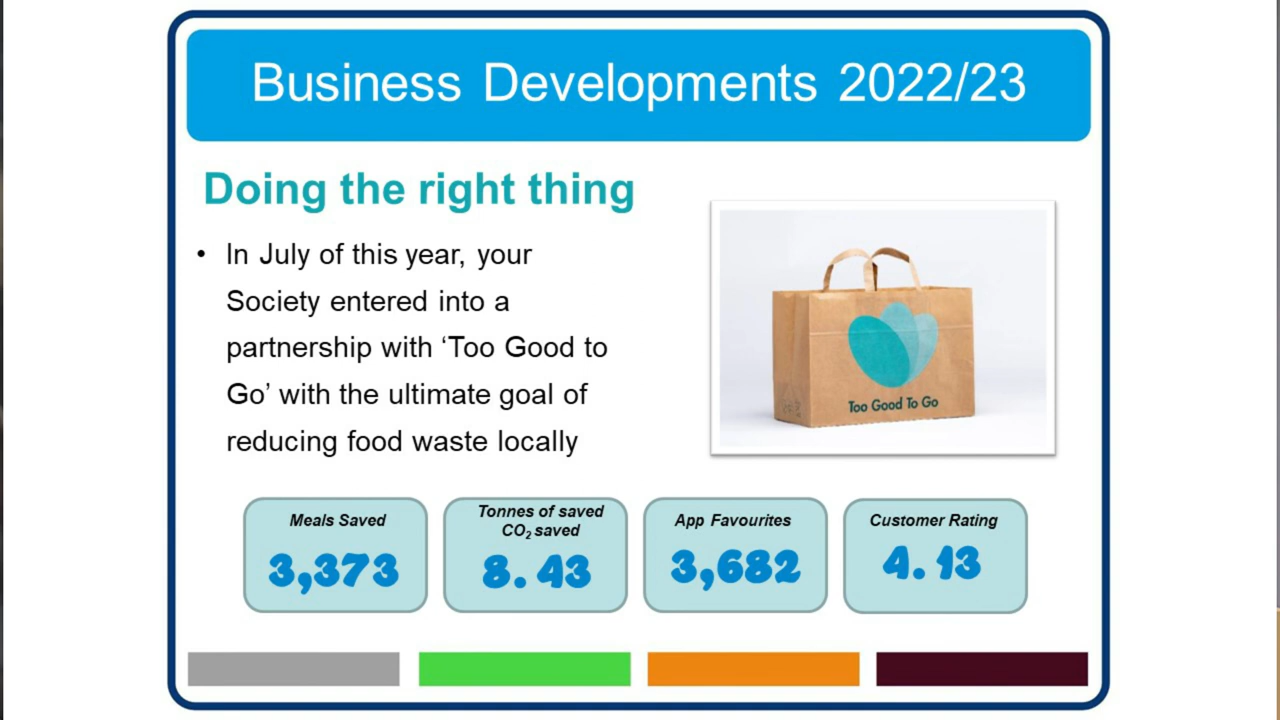 Business Developments 2022/23
Doing the right thing
• In July of this year, your
Society entered into a
partnership with ‘Too Good to
Go’ with the ultimate goal of
reducing food waste locally
Too Good To Go
Meals Saved
3,373
Tonnes of saved
CO₂ saved
8.43
App Favourites
3,682
Customer Rating
4.13